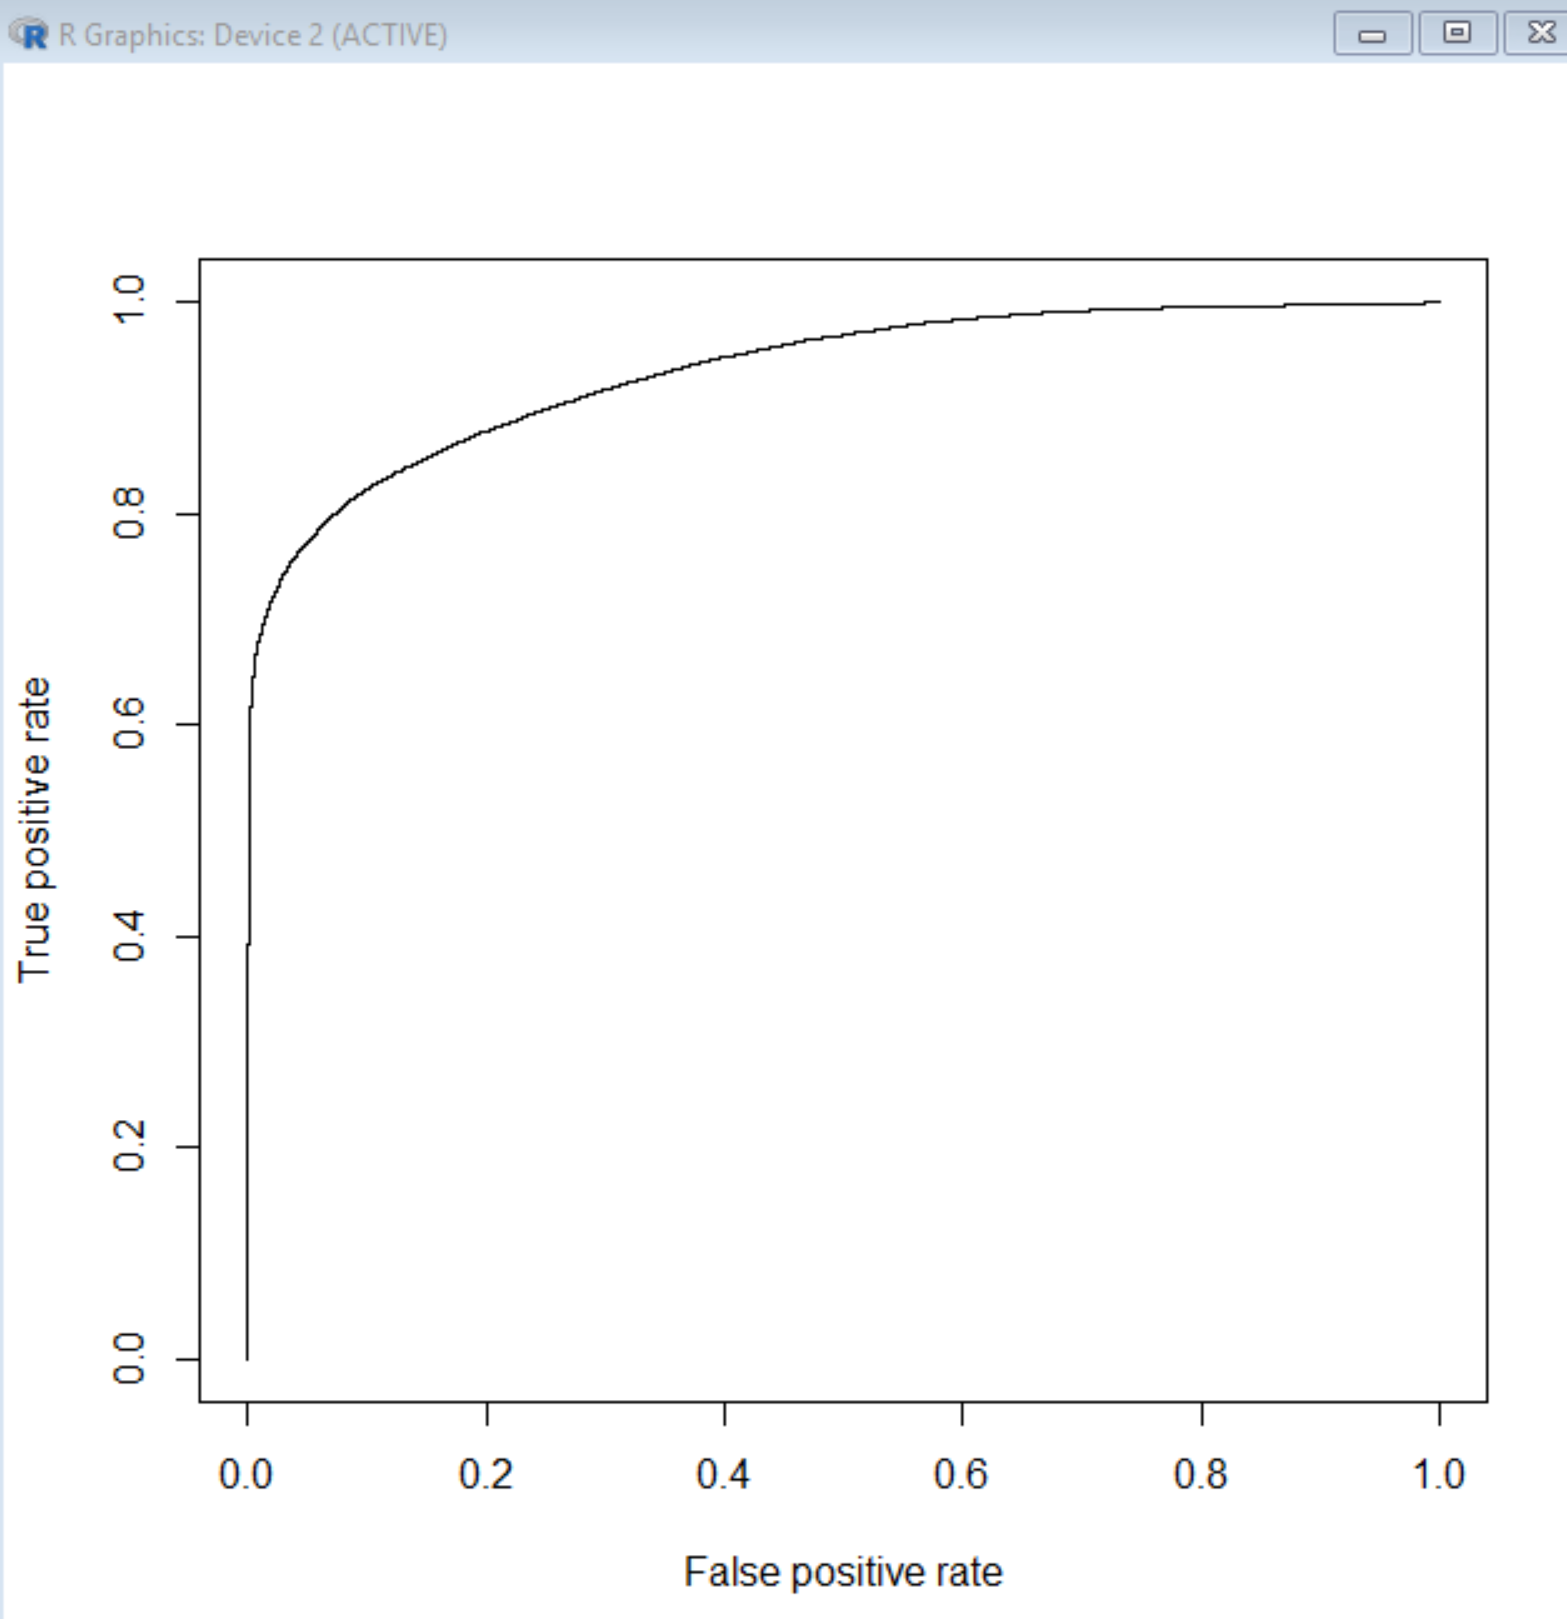 R Graphics: Device 2 (ACTIVE)
True positive rate
1.0
0.8
0.6
0.4
0.2
0.0
0.0 0.2 0.4 0.6 0.8 1.0
False positive rate